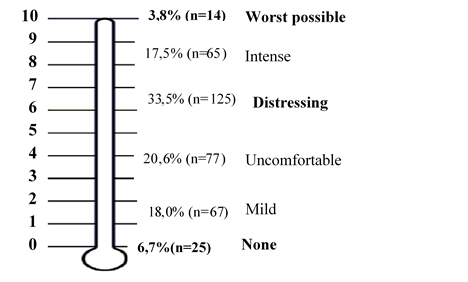 10 3,8% (n=14) Worst possible
9
17,5% (n=65) Intense
8
7
33,5% (n=125) Distressing
6
5
4 20,6% (n=77) Uncomfortable
3
2
18,0% (n=67) Mild
1
0 6,7%(n=25) None